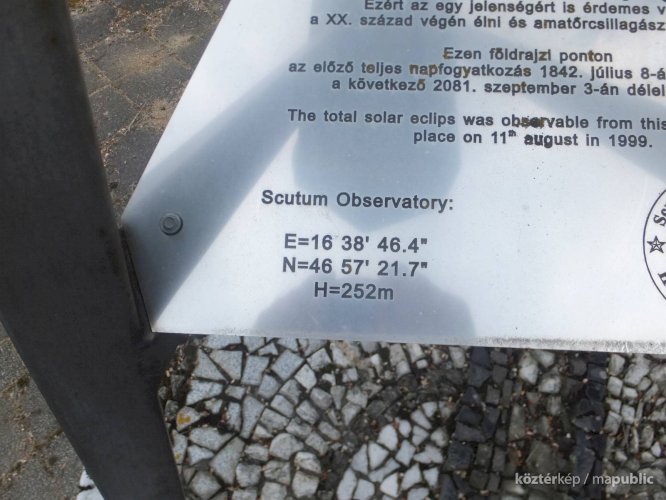 Ezért az egy jelenségért is érdemes
a XX. század végén élni és amatőrcsillagász
Ezen földrajzi ponton
az előző teljes napfogyatkozás 1842. július 8-á
a következő 2081. szeptember 3-án délel
The total solar eclips was observable from this
place on 11th august in 1999.
Scutum Observatory:
E=16 38' 46.4"
N=46 57' 21.7"
H=252m
köztérkép / mapublic